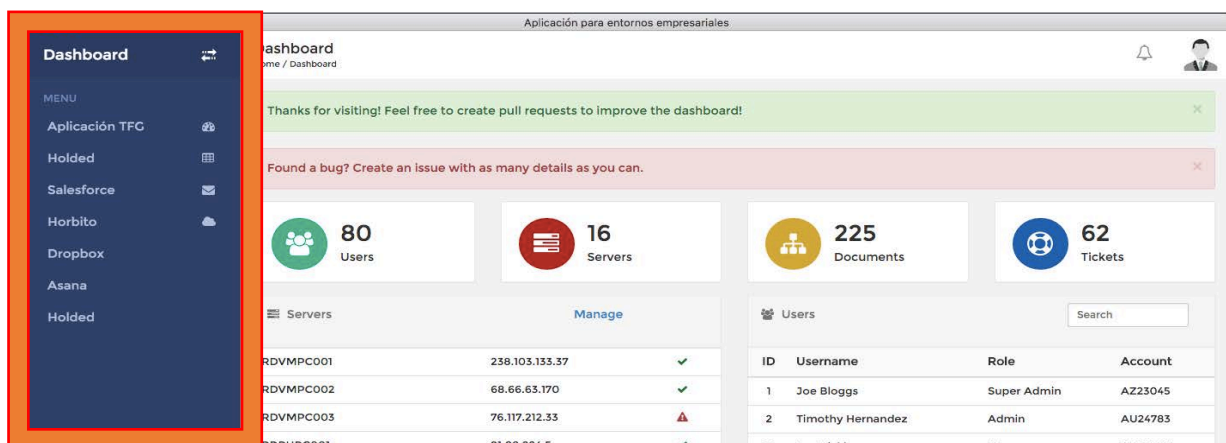 Aplicación para entornos empresariales
Dashboard
MENU
Aplicación TFG
Holded
Salesforce
Horbito
Dropbox
Asana
Holded
ashboard
ome / Dashboard
Thanks for visiting! Feel free to create pull requests to improve the dashboard!
×
Found a bug? Create an issue with as many details as you can.
×
80
Users
16
Servers
225
Documents
62
Tickets
Servers Manage
RDVMPC001 238.103.133.37
RDVMPC002 68.66.63.170
RDVMPC003 76.117.212.33
Users Search
ID Username Role Account
1 Joe Bloggs Super Admin AZ23045
2 Timothy Hernandez Admin AU24783